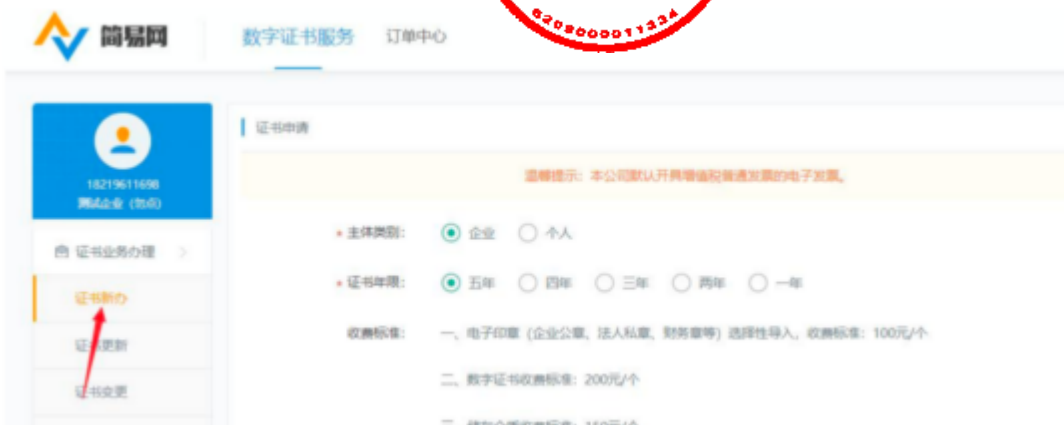 简易网 数字证书服务 订单中心
6208000011334
证书申请
温馨提示：本公司默认开具增值税普通发票的电子发票。
18219611698
测试企业（勿点）
* 主体类别： 企业 个人
证书业务办理 >
* 证书年限： 五年 四年 三年 两年 一年
证书新办
收费标准： 一、电子印章（企业公章、法人私章、财务章等）选择性导入，收费标准：100元/个
证书更新
二、数字证书收费标准：200元/个
证书变更